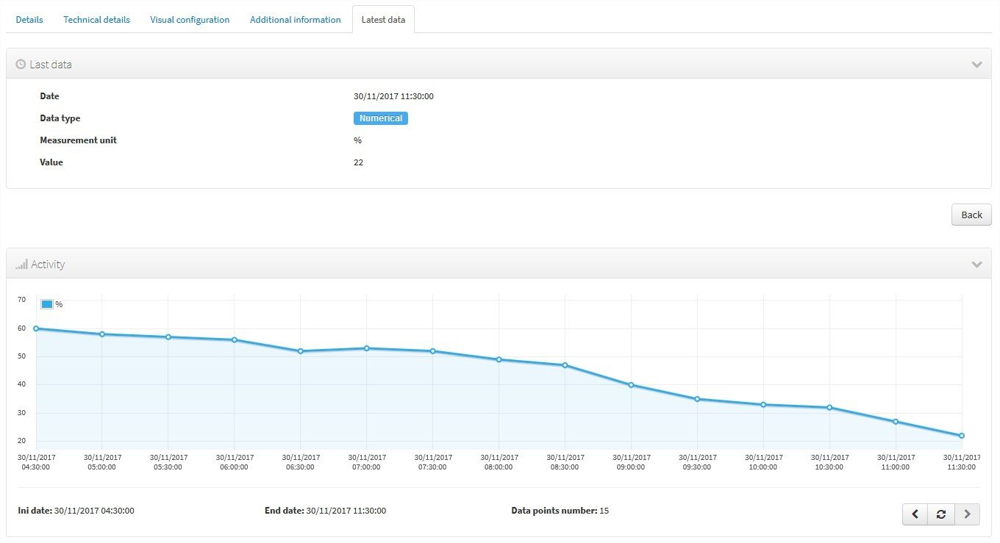 Details Technical details Visual configuration Additional information Latest data
Last data
Date 30/11/2017 11:30:00
Data type Numerical
Measurement unit %
Value 22
Back
Activity
70
%
60
50
40
30
20
30/11/2017 30/11/2017 30/11/2017 30/11/2017 30/11/2017 30/11/2017 30/11/2017 30/11/2017 30/11/2017 30/11/2017 30/11/2017 30/11/2017 30/11/2017 30/11/2017 30/11/2017
04:30:00 05:00:00 05:30:00 06:00:00 06:30:00 07:00:00 07:30:00 08:00:00 08:30:00 09:00:00 09:30:00 10:00:00 10:30:00 11:00:00 11:30:00
Ini date: 30/11/2017 04:30:00 End date: 30/11/2017 11:30:00 Data points number: 15